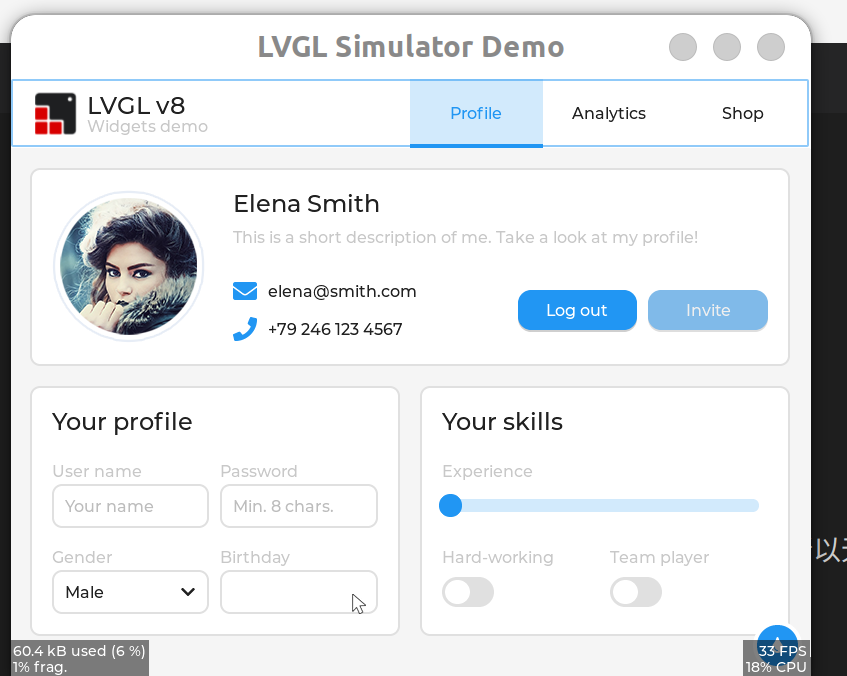 LVGL Simulator Demo
LVGL v8
Widgets demo
Profile
Analytics
Shop
Elena Smith
This is a short description of me. Take a look at my profile!
elena@smith.com
+79 246 123 4567
Log out
Invite
Your profile
User name
Password
Your name
Min. 8 chars.
Gender
Birthday
Male
Your skills
Experience
Hard-working
Team player
以
60.4 kB used (6 %)
1% frag.
33 FPS
18% CPU